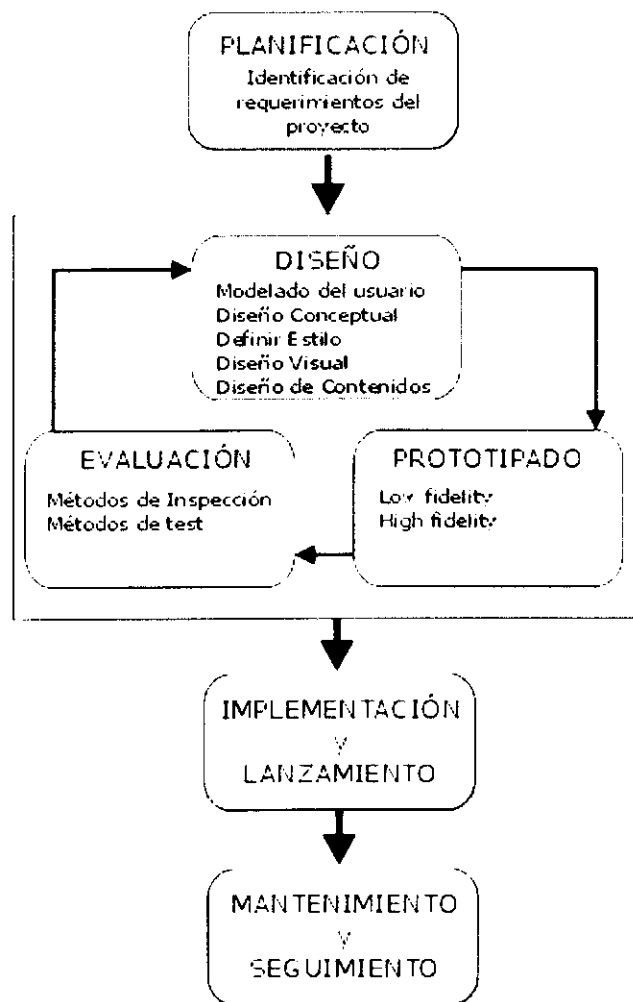 PLANIFICACIÓN
Identificación de
requerimientos del
proyecto
DISEÑO
Modelado del usuario
Diseño Conceptual
Definir Estilo
Diseño Visual
Diseño de Contenidos
EVALUACIÓN
Métodos de Inspección
Métodos de test
PROTOTIPADO
Low fidelity
High fidelity
IMPLEMENTACIÓN
y
LANZAMIENTO
MANTENIMIENTO
y
SEGUIMIENTO